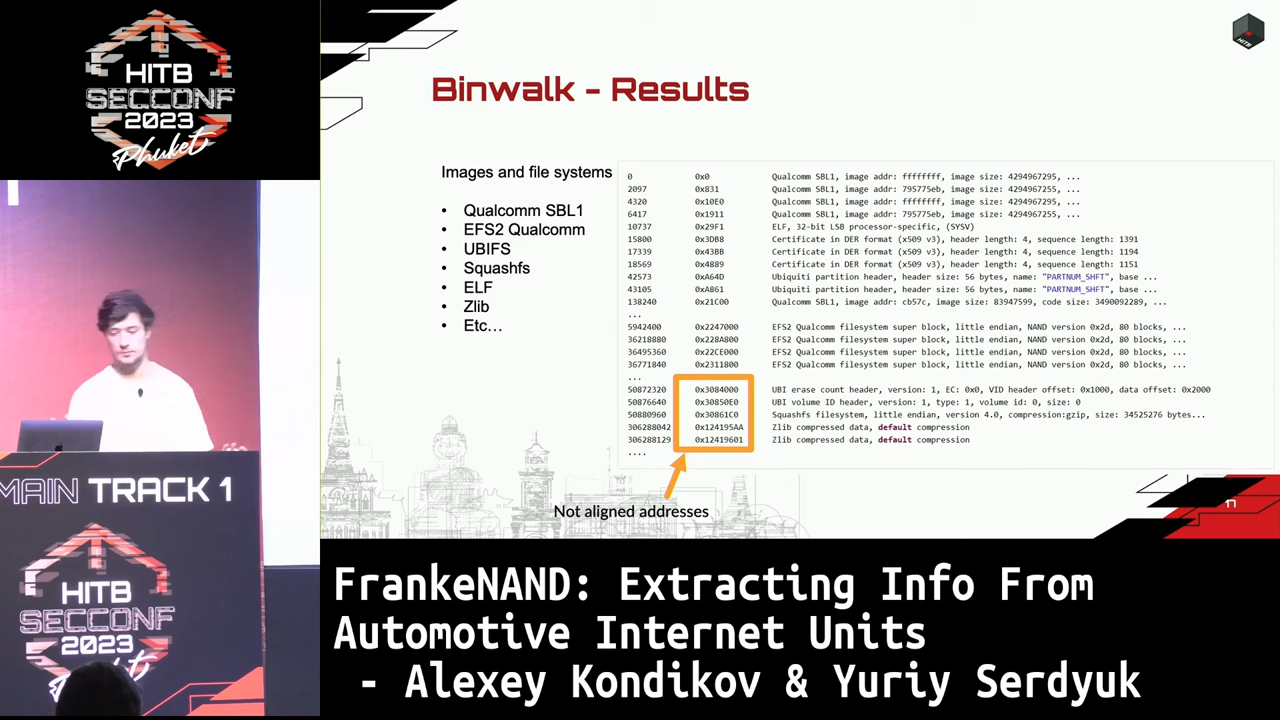 HITB
SECCONF
2023
Phuket
HITB
Binwalk - Results
Images and file systems
• Qualcomm SBL1
• EFS2 Qualcomm
• UBIFS
• Squashfs
• ELF
• Zlib
• Etc…
0 0x0 Qualcomm SBL1, image addr: ffffffff, image size: 4294967295, ...
2097 0x831 Qualcomm SBL1, image addr: 795775eb, image size: 4294967255, ...
4320 0x10E0 Qualcomm SBL1, image addr: ffffffff, image size: 4294967295, ...
6417 0x1911 Qualcomm SBL1, image addr: 795775eb, image size: 4294967255, ...
10737 0x29F1 ELF, 32-bit LSB processor-specific, (SYSV)
15800 0x3DB8 Certificate in DER format (x509 v3), header length: 4, sequence length: 1391
17339 0x43BB Certificate in DER format (x509 v3), header length: 4, sequence length: 1194
18569 0x4889 Certificate in DER format (x509 v3), header length: 4, sequence length: 1151
42573 0xA64D Ubiquiti partition header, header size: 56 bytes, name: "PARTNUM_SHFT", base ...
43105 0xA861 Ubiquiti partition header, header size: 56 bytes, name: "PARTNUM_SHFT", base ...
138240 0x21C00 Qualcomm SBL1, image addr: cb57c, image size: 83947599, code size: 3490092289, ...
...
5942400 0x2247000 EFS2 Qualcomm filesystem super block, little endian, NAND version 0x2d, 80 blocks, ...
36218880 0x228A800 EFS2 Qualcomm filesystem super block, little endian, NAND version 0x2d, 80 blocks, ...
36495360 0x22CE000 EFS2 Qualcomm filesystem super block, little endian, NAND version 0x2d, 80 blocks, ...
36771840 0x2311800 EFS2 Qualcomm filesystem super block, little endian, NAND version 0x2d, 80 blocks, ...
...
50872320 0x3084000 UBI erase count header, version: 1, EC: 0x0, VID header offset: 0x1000, data offset: 0x2000
50876640 0x30850E0 UBI volume ID header, version: 1, type: 1, volume id: 0, size: 0
50880960 0x30861C0 Squashfs filesystem, little endian, version 4.0, compression:gzip, size: 34525276 bytes...
306288042 0x124195AA Zlib compressed data, default compression
306288129 0x12419601 Zlib compressed data, default compression
....
Not aligned addresses
11
MAIN TRACK 1
HITB
SECCONF
2023
FrankeNAND: Extracting Info From
Automotive Internet Units
- Alexey Kondikov & Yuriy Serdyuk